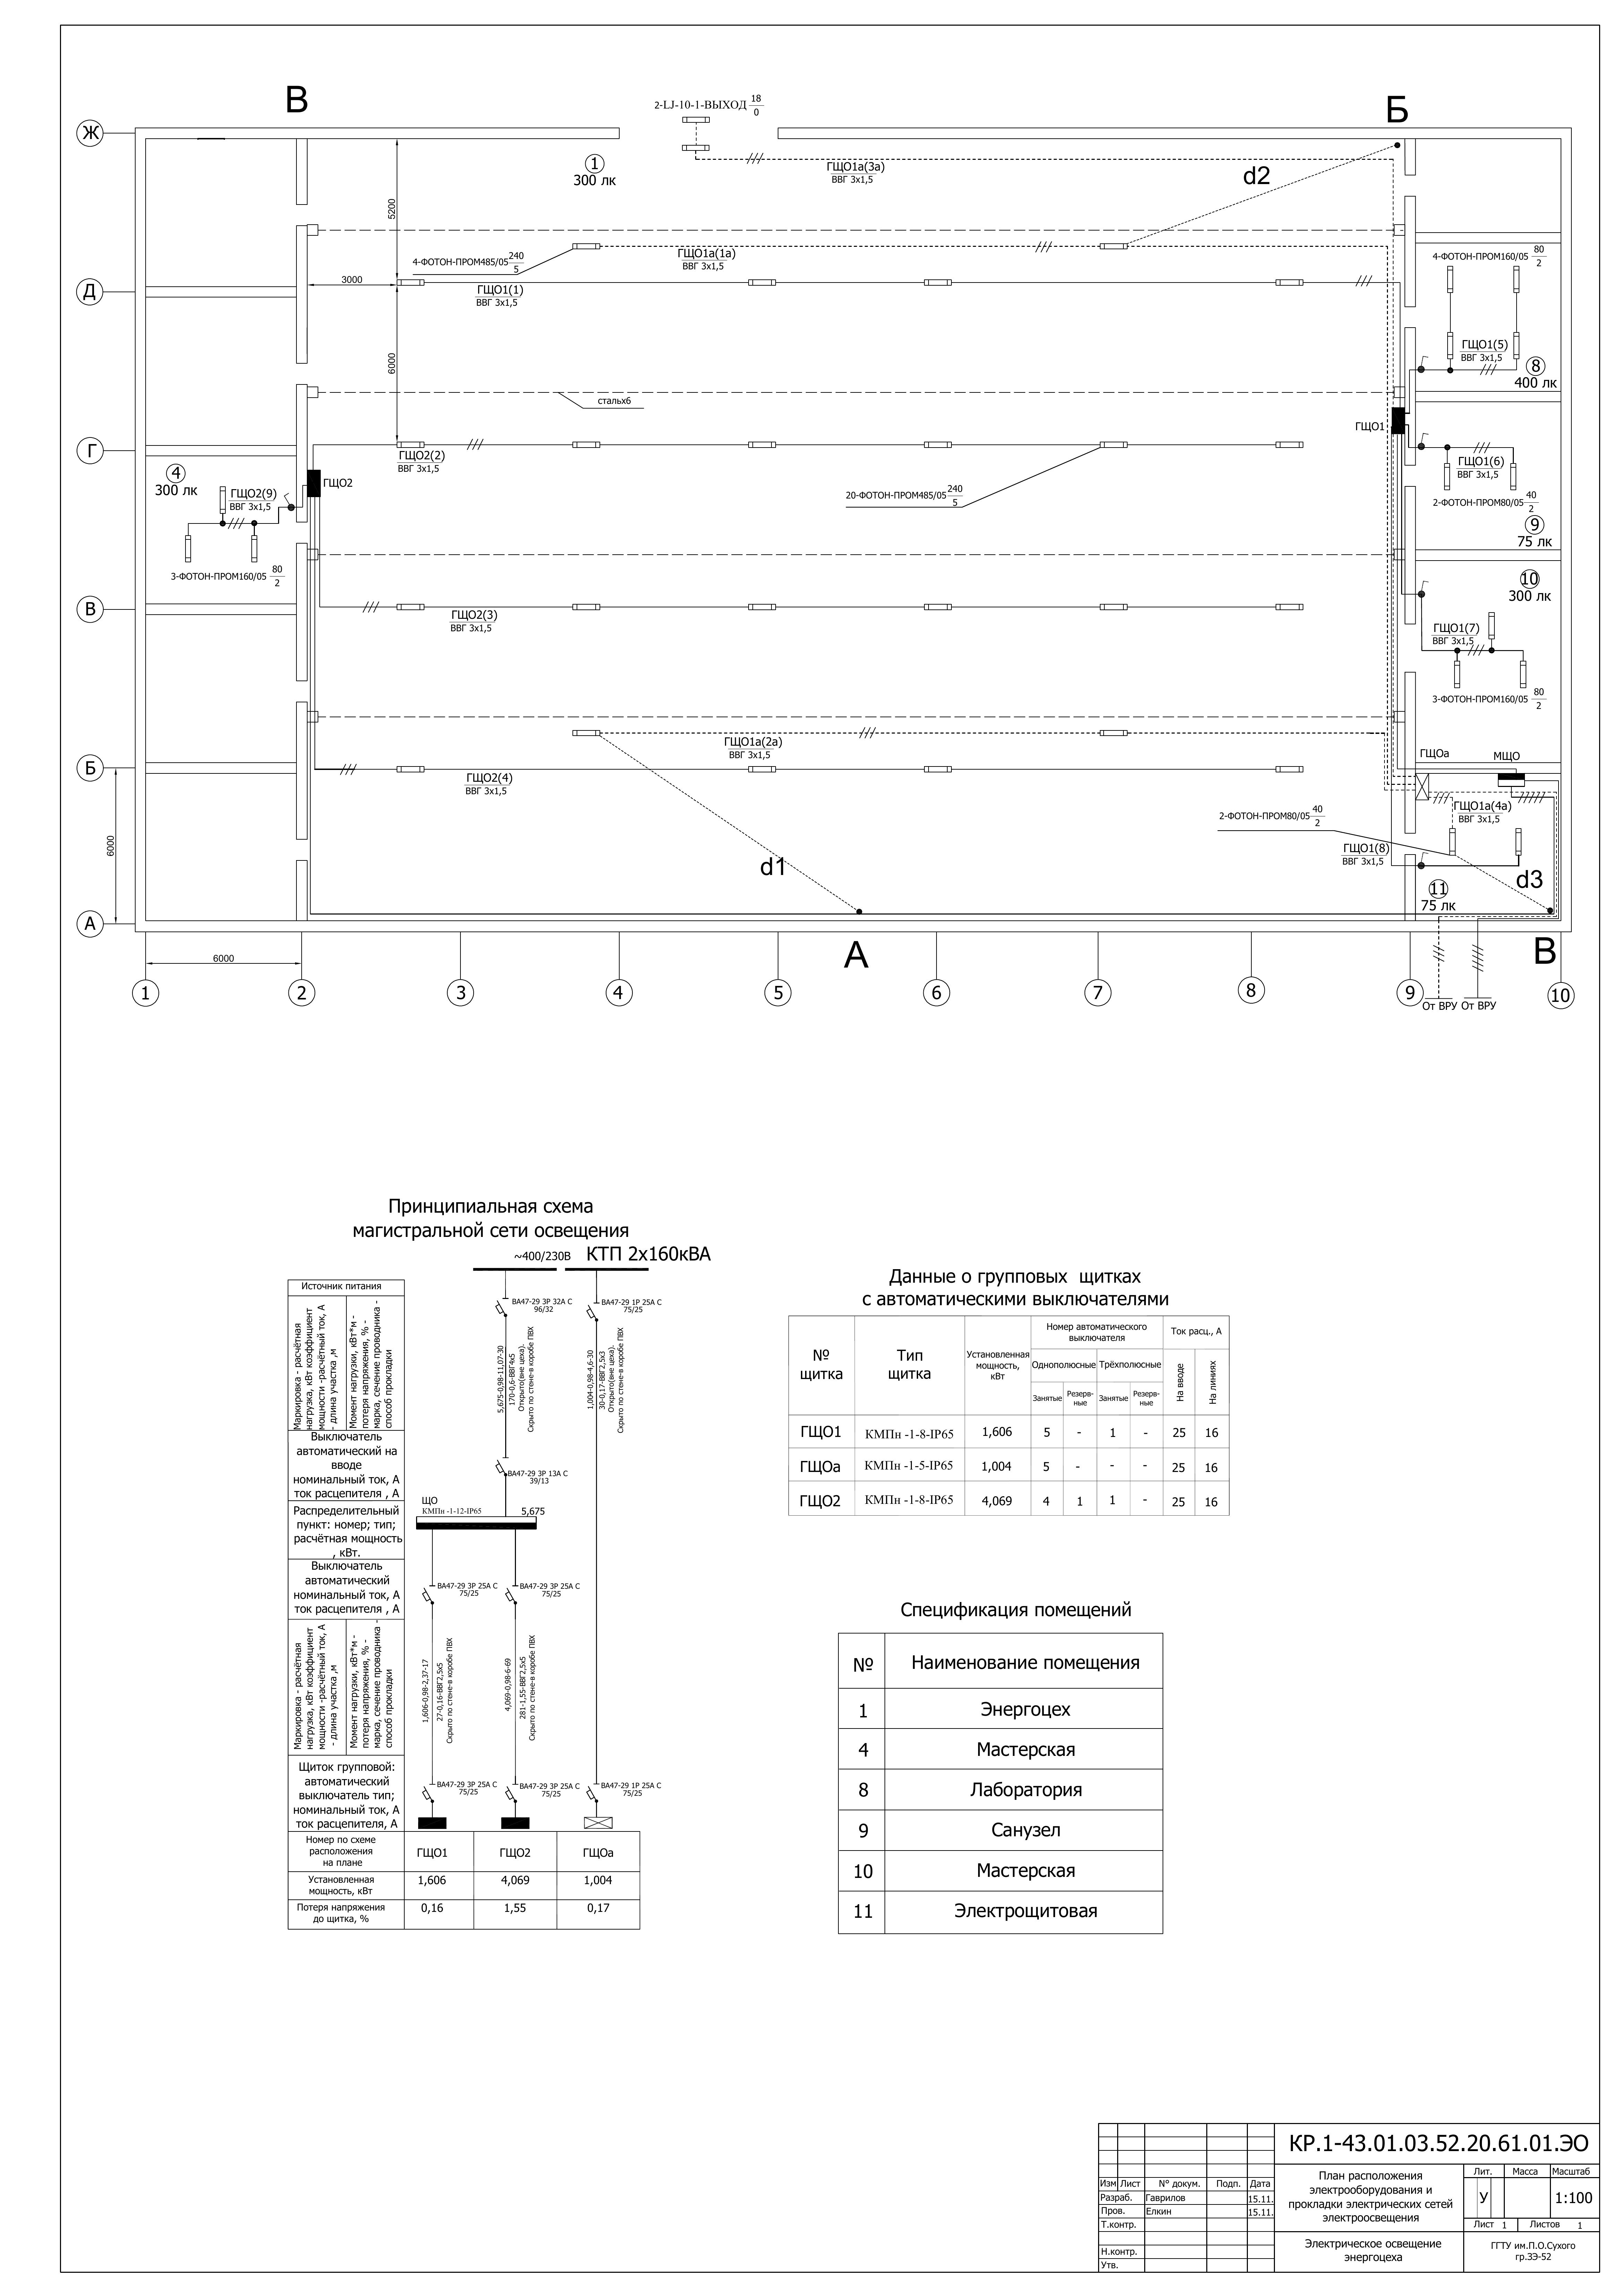 В
Б
2-LJ-10-1-ВЫХОД 18
0
Ж
1
300 лк
ГЩО1а(3а)
ВВГ 3х1,5
d2
5200
4-ФОТОН-ПРОМ485/05 240
5
ГЩО1а(1а)
ВВГ 3х1,5
4-ФОТОН-ПРОМ160/05 80
2
Д
3000
ГЩО1(1)
ВВГ 3х1,5
6000
ГЩО1(5)
ВВГ 3х1,5
8
400 лк
стальх6
ГЩО1
Г
ГЩО2(2)
ВВГ 3х1,5
4
300 лк
ГЩО2(9)
ВВГ 3х1,5
ГЩО2
20-ФОТОН-ПРОМ485/05 240
5
ГЩО1(6)
ВВГ 3х1,5
2-ФОТОН-ПРОМ80/05 40
2
9
75 лк
3-ФОТОН-ПРОМ160/05 80
2
10
300 лк
В
ГЩО2(3)
ВВГ 3х1,5
ГЩО1(7)
ВВГ 3х1,5
3-ФОТОН-ПРОМ160/05 80
2
ГЩО1а(2а)
ВВГ 3х1,5
ГЩОа
МЩО
Б
ГЩО2(4)
ВВГ 3х1,5
ГЩО1а(4а)
ВВГ 3х1,5
2-ФОТОН-ПРОМ80/05 40
2
6000
ГЩО1(8)
ВВГ 3х1,5
d1
d3
11
75 лк
А
А
В
6000
1
2
3
4
5
6
7
8
9
10
От ВРУ
От ВРУ
Принципиальная схема
магистральной сети освещения
~400/230В
КТП 2х160кВА
Источник питания
Маркировка - расчётная
нагрузка, кВт коэффициент
мощности -расчётный ток, А
- длина участка ,м
Момент нагрузки, кВт*м -
потеря напряжения, % -
марка, сечение проводника -
способ прокладки
ВА47-29 3Р 32А С
96/32
ВА47-29 1Р 25А С
75/25
5,675-0,98-11,07-30
170-0,6-ВВГ4х5
Открыто(вне цеха).
Скрыто по стене-в коробе ПВХ
1,004-0,98-4,6-30
30-0,17-ВВГ2,5х3
Открыто(вне цеха).
Скрыто по стене-в коробе ПВХ
Выключатель
автоматический на
вводе
номинальный ток, А
ток расцепителя , А
ВА47-29 3Р 13А С
39/13
Распределительный
пункт: номер; тип;
расчётная мощность
, кВт.
ЩО
КМПн -1-12-IP65
5,675
Выключатель
автоматический
номинальный ток, А
ток расцепителя , А
ВА47-29 3Р 25А С
75/25
ВА47-29 3Р 25А С
75/25
Маркировка - расчётная
нагрузка, кВт коэффициент
мощности -расчётный ток, А
- длина участка ,м
Момент нагрузки, кВт*м -
потеря напряжения, % -
марка, сечение проводника -
способ прокладки
1,606-0,98-2,37-17
27-0,16-ВВГ2,5х5
Скрыто по стене-в коробе ПВХ
4,069-0,98-6-69
281-1,55-ВВГ2,5х5
Скрыто по стене-в коробе ПВХ
Щиток групповой:
автоматический
выключатель тип;
номинальный ток, А
ток расцепителя, А
ВА47-29 3Р 25А С
75/25
ВА47-29 3Р 25А С
75/25
ВА47-29 1Р 25А С
75/25
Номер по схеме
расположения
на плане
ГЩО1
ГЩО2
ГЩОа
Установленная
мощность, кВт
1,606
4,069
1,004
Потеря напряжения
до щитка, %
0,16
1,55
0,17
Данные о групповых щитках
с автоматическими выключателями
№
щитка
Тип
щитка
Установленная
мощность,
кВт
Номер автоматического
выключателя
Ток расц., А
Однополюсные
Трёхполюсные
Занятые
Резерв-
ные
Занятые
Резерв-
ные
На вводе
На линиях
ГЩО1 КМПн -1-8-IP65 1,606 5 - 1 - 25 16
ГЩОа КМПн -1-5-IP65 1,004 5 - - - 25 16
ГЩО2 КМПн -1-8-IP65 4,069 4 1 1 - 25 16
Спецификация помещений
№ Наименование помещения
1 Энергоцех
4 Мастерская
8 Лаборатория
9 Санузел
10 Мастерская
11 Электрощитовая
КР.1-43.01.03.52.20.61.01.ЭО
Изм Лист № докум. Подп. Дата
Разраб. Гаврилов 15.11.
Пров. Елкин 15.11.
Т.контр.
Н.контр.
Утв.
План расположения
электрооборудования и
прокладки электрических сетей
электроосвещения
Лит. Масса Масштаб
У 1:100
Лист 1 Листов 1
Электрическое освещение
энергоцеха
ГГТУ им.П.О.Сухого
гр.ЗЭ-52